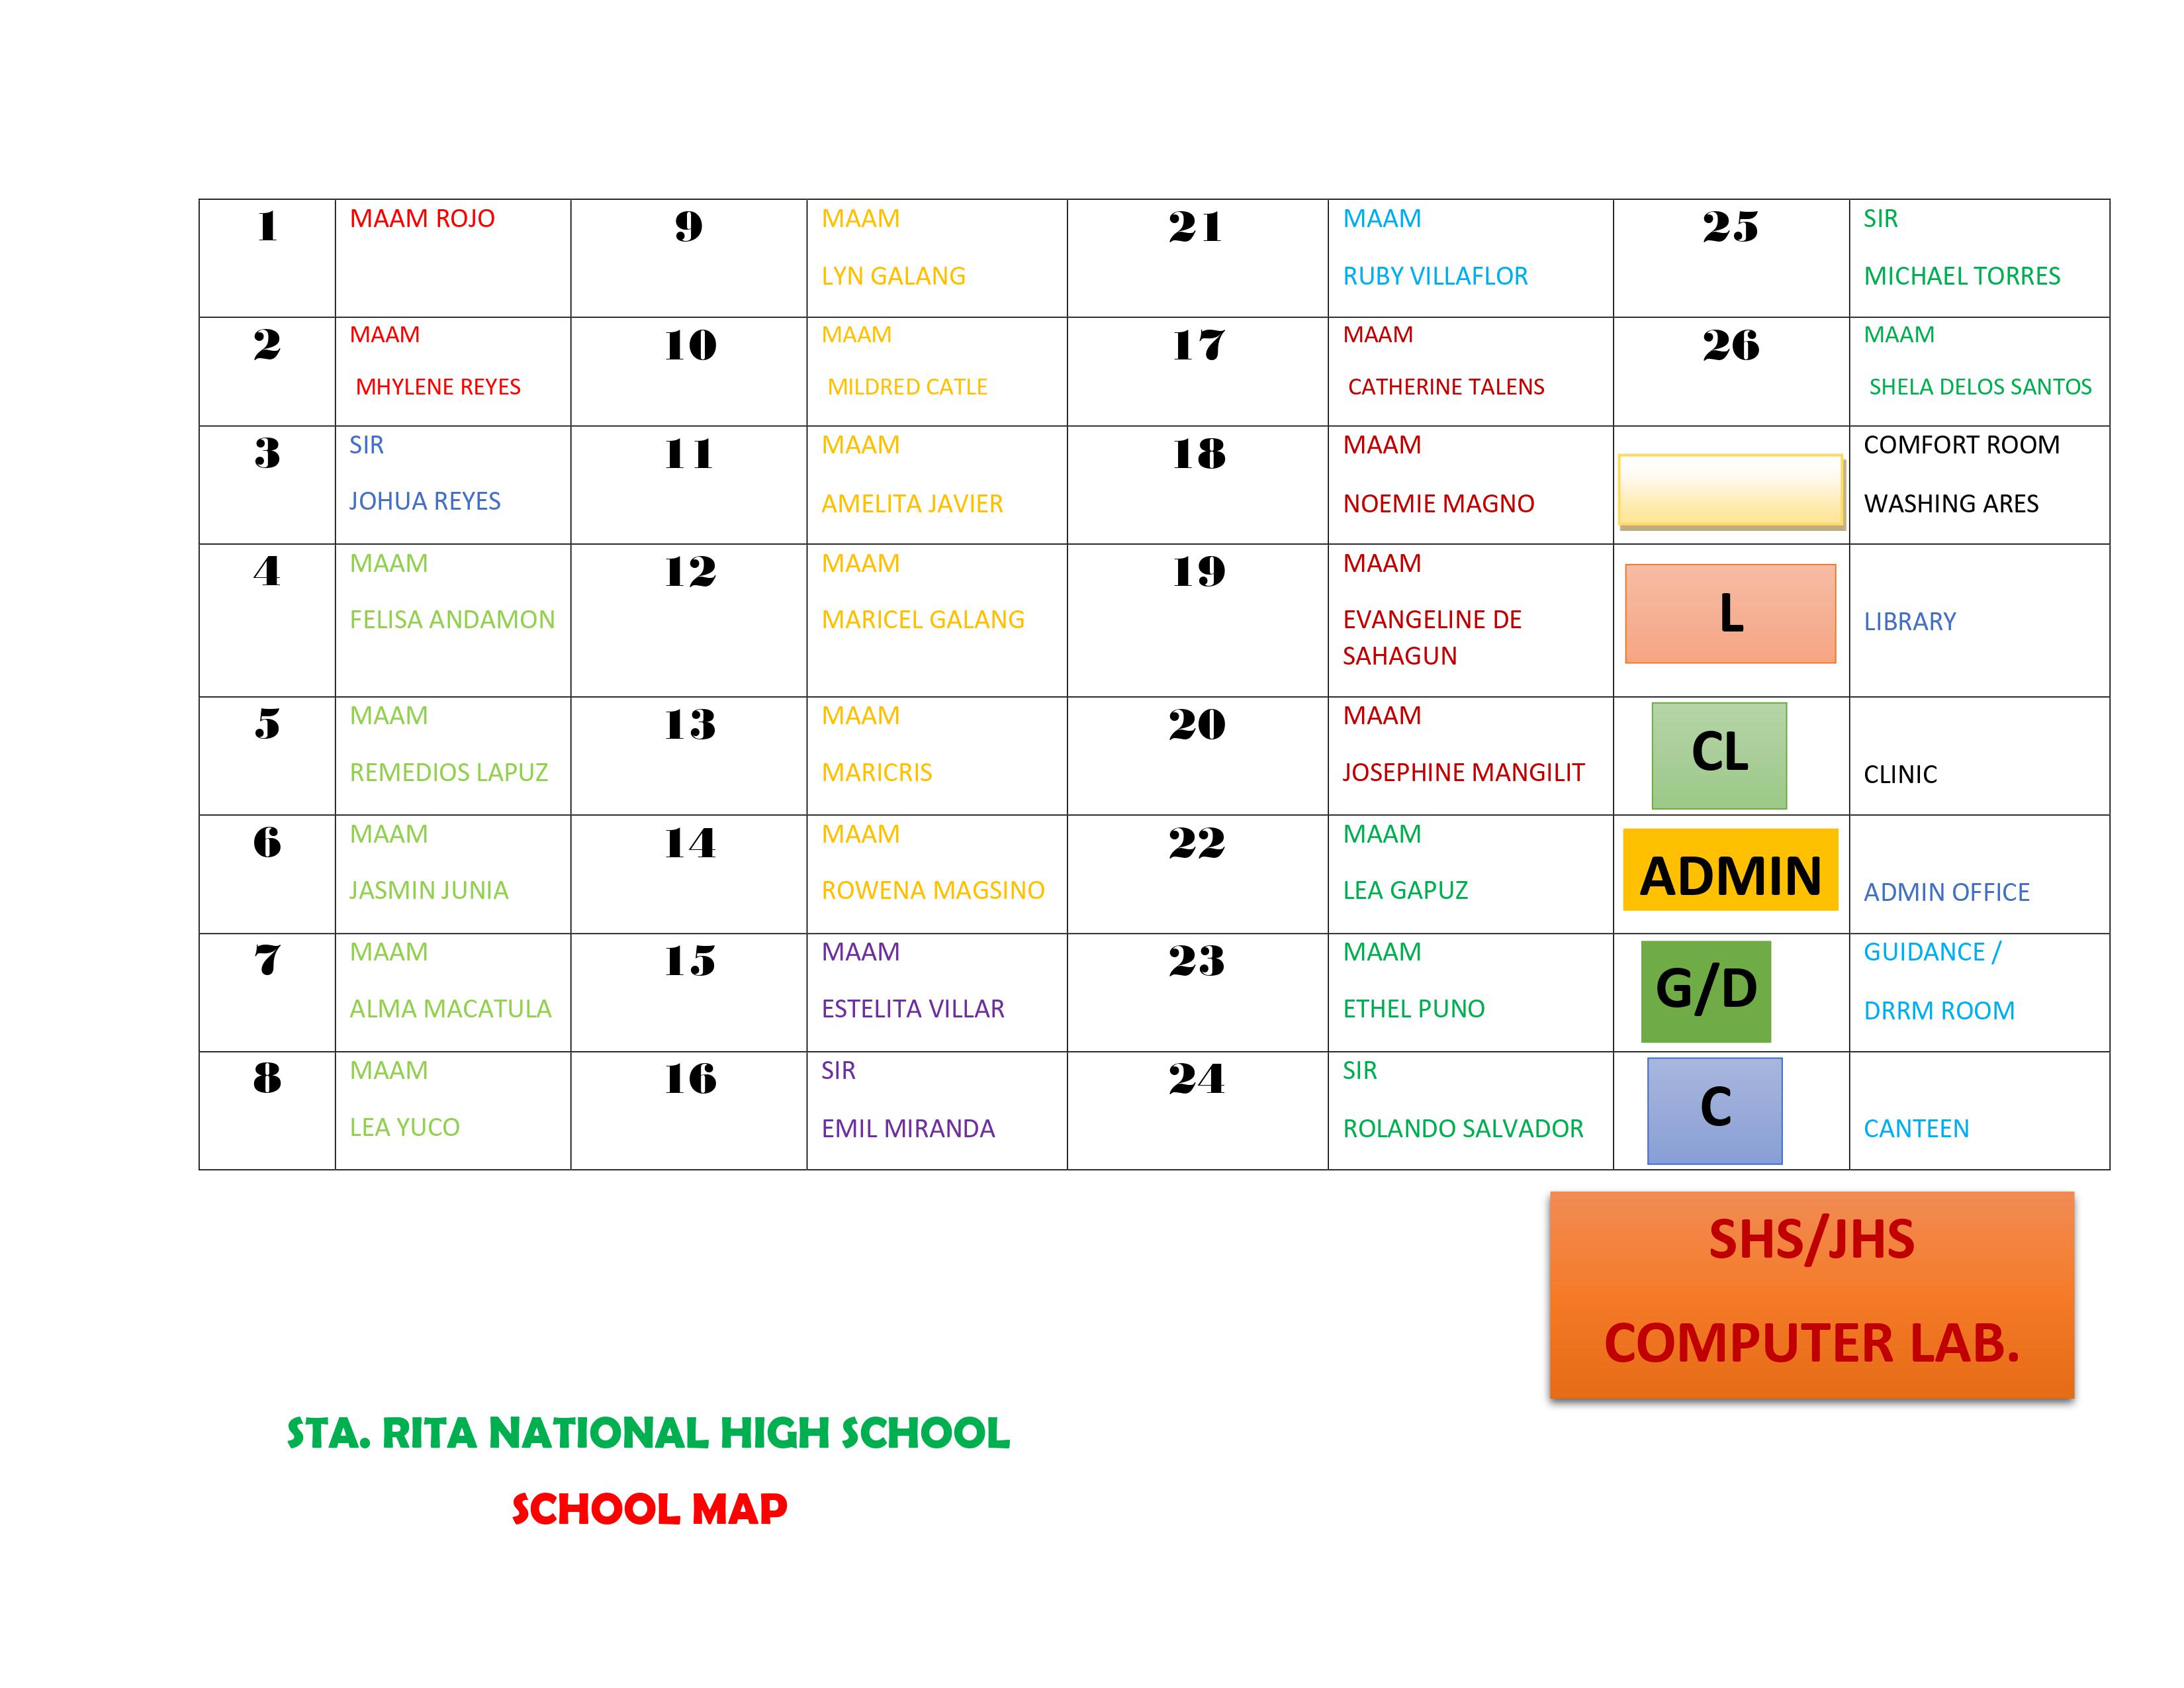 1
MAAM ROJO
9
MAAM
LYN GALANG
21
MAAM
RUBY VILLAFLOR
25
SIR
MICHAEL TORRES
2
MAAM
MHYLENE REYES
10
MAAM
MILDRED CATLE
17
MAAM
CATHERINE TALENS
26
MAAM
SHELA DELOS SANTOS
3
SIR
JOHUA REYES
11
MAAM
AMELITA JAVIER
18
MAAM
NOEMIE MAGNO
COMFORT ROOM
WASHING ARES
4
MAAM
FELISA ANDAMON
12
MAAM
MARICEL GALANG
19
MAAM
EVANGELINE DE
SAHAGUN
L
LIBRARY
5
MAAM
REMEDIOS LAPUZ
13
MAAM
MARICRIS
20
MAAM
JOSEPHINE MANGILIT
CL
CLINIC
6
MAAM
JASMIN JUNIA
14
MAAM
ROWENA MAGSINO
22
MAAM
LEA GAPUZ
ADMIN
ADMIN OFFICE
7
MAAM
ALMA MACATULA
15
MAAM
ESTELITA VILLAR
23
MAAM
ETHEL PUNO
G/D
GUIDANCE /
DRRM ROOM
8
MAAM
LEA YUCO
16
SIR
EMIL MIRANDA
24
SIR
ROLANDO SALVADOR
C
CANTEEN
SHS/JHS
COMPUTER LAB.
STA. RITA NATIONAL HIGH SCHOOL
SCHOOL MAP